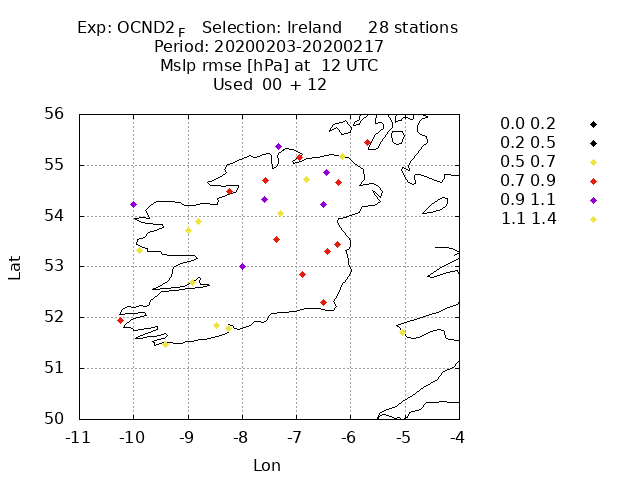 Exp: OCND2F Selection: Ireland 28 stations
Period: 20200203-20200217
Mslp rmse [hPa] at 12 UTC
Used 00 + 12
56
55
54
53
52
51
50
-11 -10 -9 -8 -7 -6 -5 -4
Lat
Lon
0.0 0.2
0.2 0.5
0.5 0.7
0.7 0.9
0.9 1.1
1.1 1.4